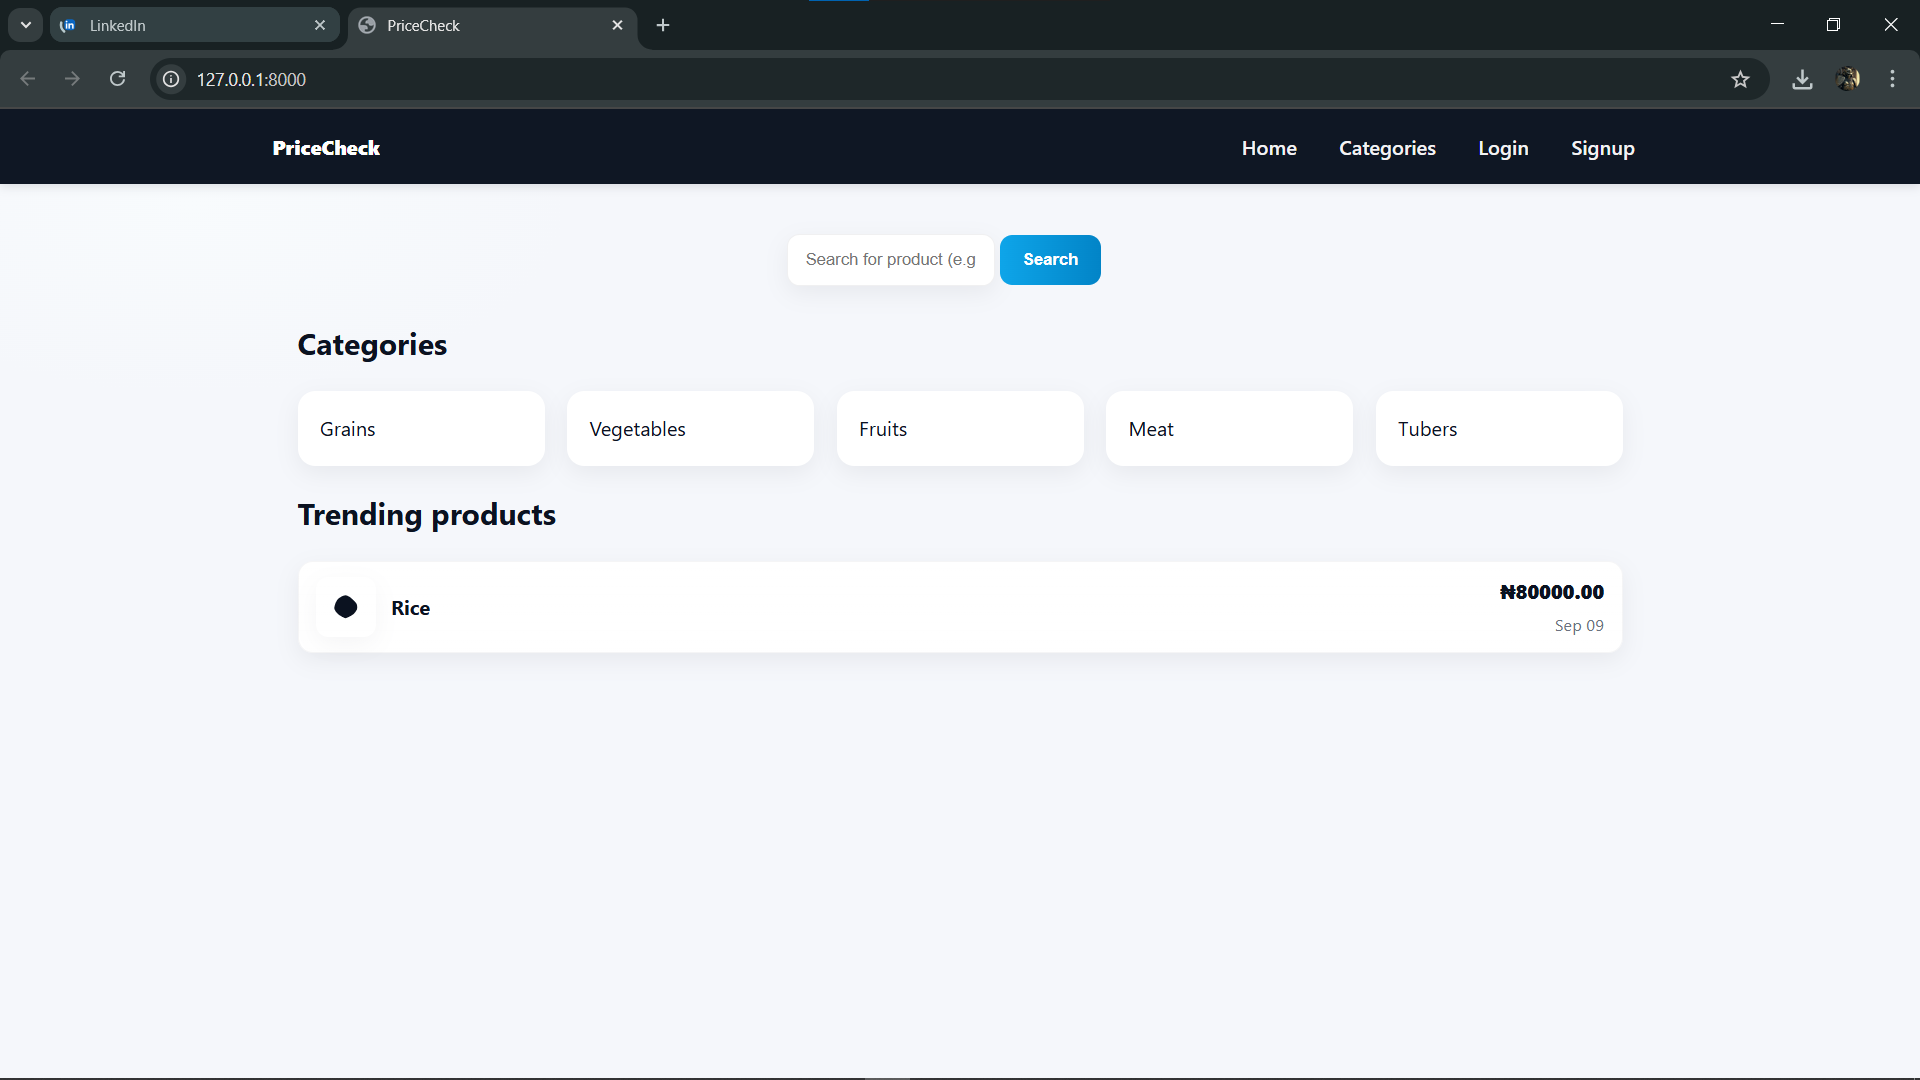 LinkedIn
PriceCheck
127.0.0.1:8000
PriceCheck
Home Categories Login Signup
Search for product (e.g
Search
Categories
Grains
Vegetables
Fruits
Meat
Tubers
Trending products
Rice
₦80000.00
Sep 09